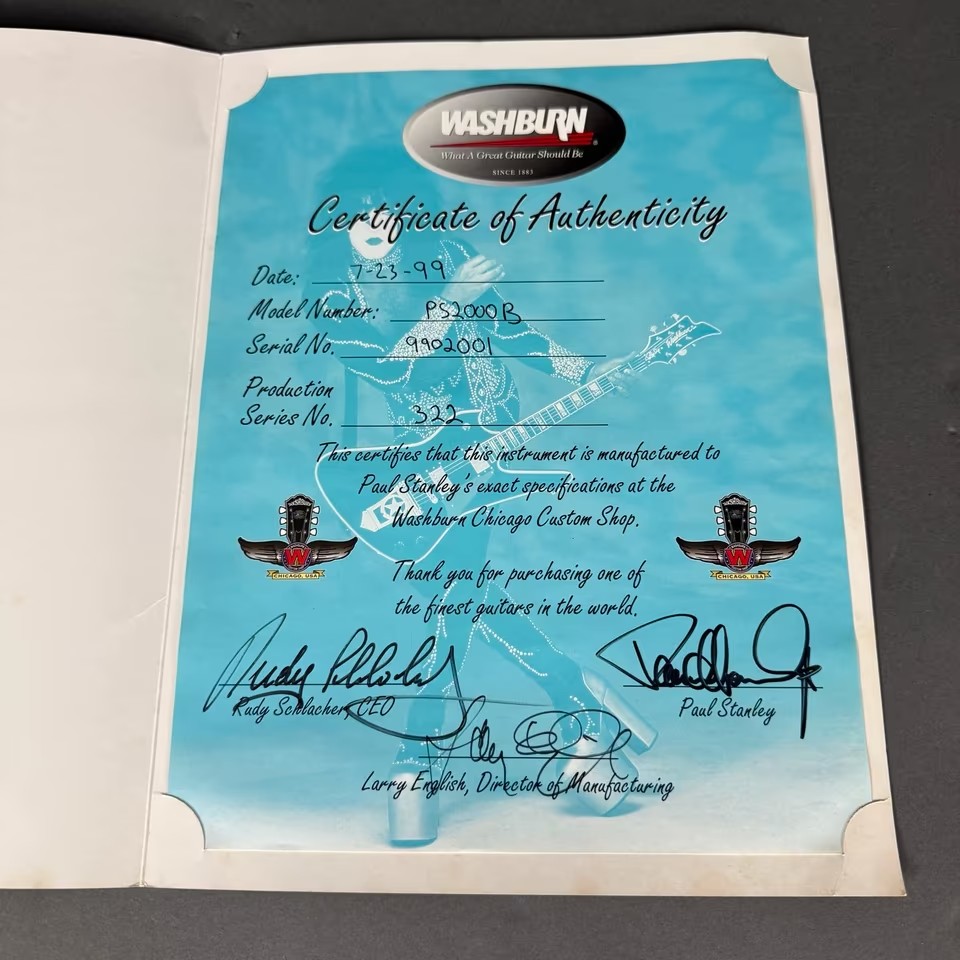 WASHBURN
What A Great Guitar Should Be
SINCE 1883
Certificate of Authenticity
Date: 7-23-99
Model Number: PS2000B
Serial No. 9902001
Production
Series No. 322
This certifies that this instrument is manufactured to
Paul Stanley's exact specifications at the
Washburn Chicago Custom Shop.
W
CHICAGO, USA
W
CHICAGO, USA
Thank you for purchasing one of
the finest guitars in the world.
Rudy Schlacher, CEO
Paul Stanley
Larry English, Director of Manufacturing